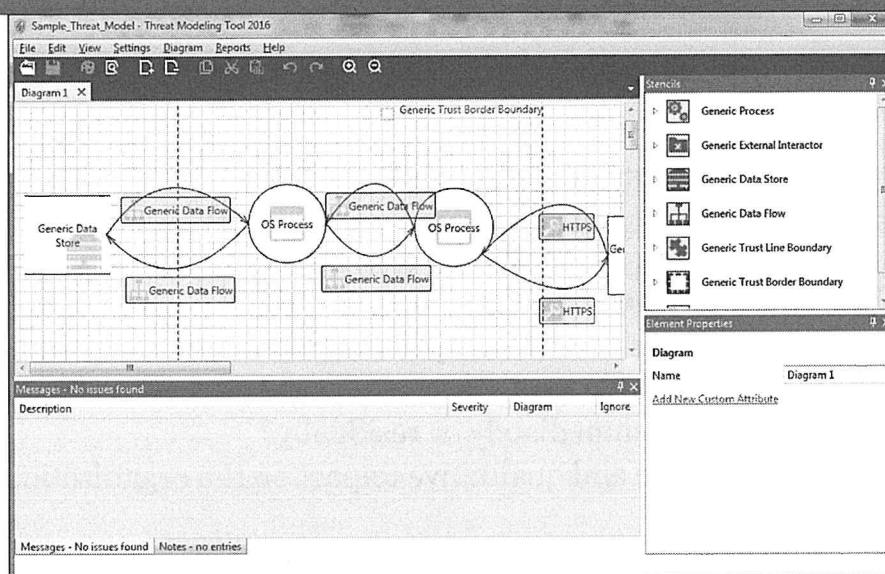 Sample_Threat_Model - Threat Modeling Tool 2016
File Edit View Settings Diagram Reports Help
Diagram 1
Generic Trust Border Boundary
Generic Data Store
Generic Data Flow
OS Process
Generic Data Flow
OS Process
HTTPS
Generic Data Flow
Generic Data Flow
HTTPS
Stencils
Generic Process
Generic External Interactor
Generic Data Store
Generic Data Flow
Generic Trust Line Boundary
Generic Trust Border Boundary
Element Properties
Diagram
Name Diagram 1
Add New Custom Attribute
Messages - No issues found
Description Severity Diagram Ignore
Messages - No issues found Notes - no entries